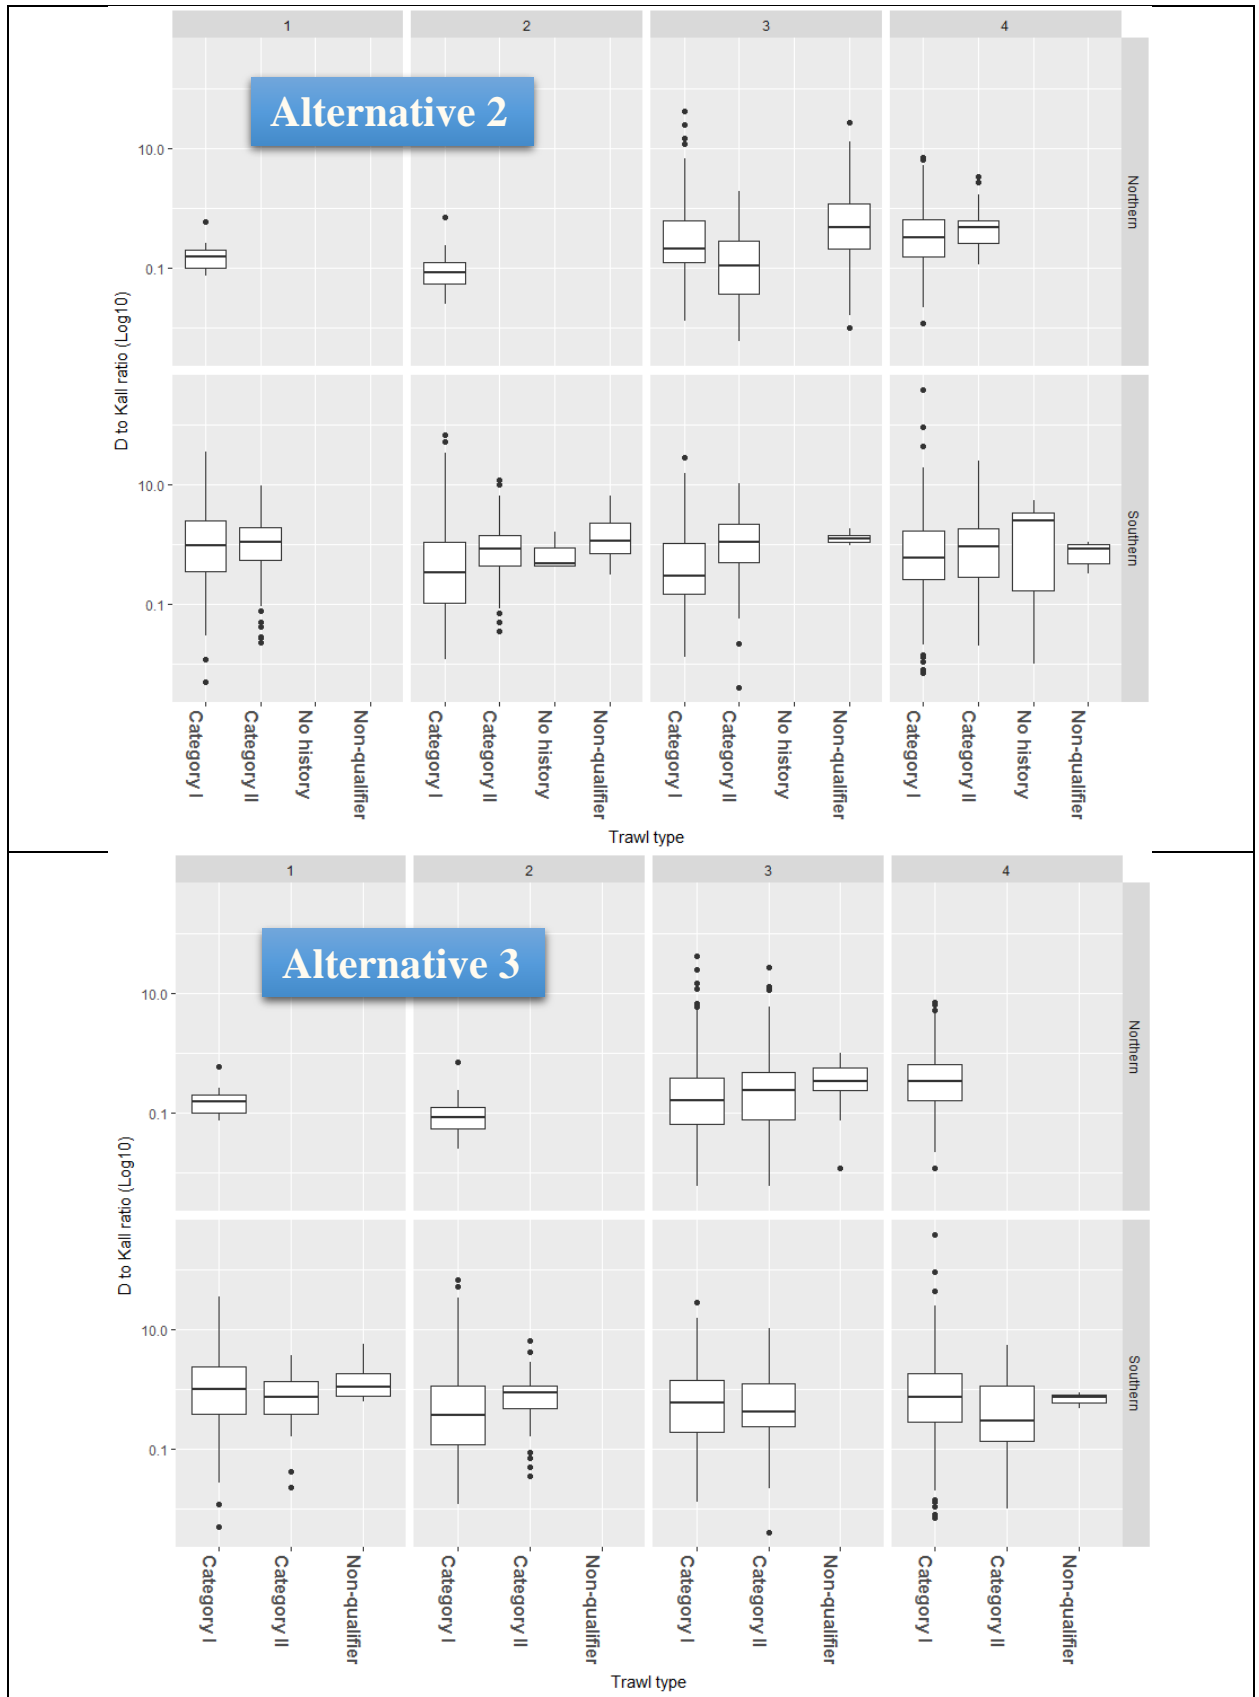 1 2 3 4
Alternative 2
10.0
0.1
Northern
D to Kall ratio (Log10)
10.0
0.1
Southern
Category I Category II No history Non-qualifier Category I Category II No history Non-qualifier Category I Category II No history Non-qualifier Category I Category II No history Non-qualifier
Trawl type
1 2 3 4
Alternative 3
10.0
0.1
Northern
D to Kall ratio (Log10)
10.0
0.1
Southern
Category I Category II Non-qualifier Category I Category II Non-qualifier Category I Category II Non-qualifier Category I Category II Non-qualifier
Trawl type